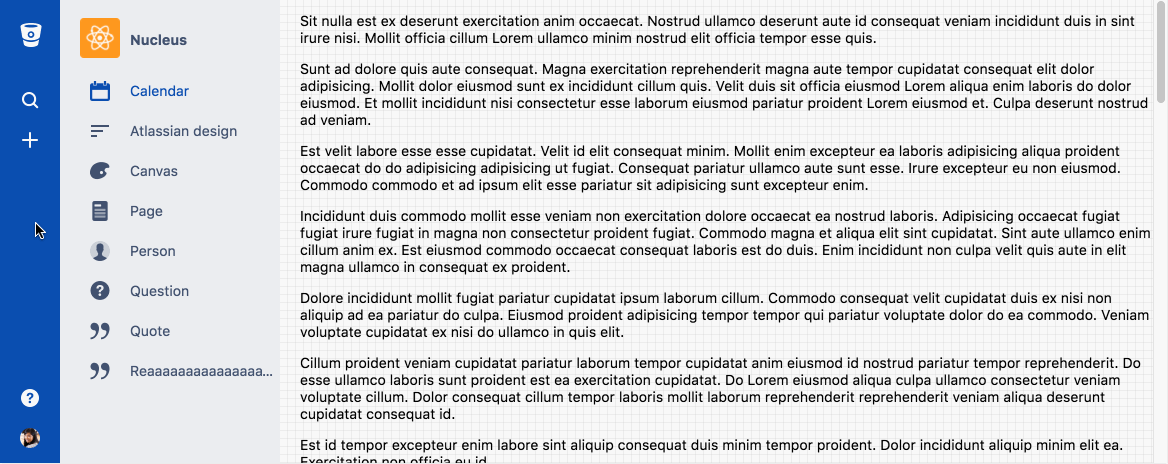 Nucleus
Calendar
Atlassian design
Canvas
Page
Person
Question
Quote
Reaaaaaaaaaaaaaaa...
Sit nulla est ex deserunt exercitation anim occaecat. Nostrud ullamco deserunt aute id consequat veniam incididunt duis in sint
irure nisi. Mollit officia cillum Lorem ullamco minim nostrud elit officia tempor esse quis.
Sunt ad dolore quis aute consequat. Magna exercitation reprehenderit magna aute tempor cupidatat consequat elit dolor
adipisicing. Mollit dolor eiusmod sunt ex incididunt cillum quis. Velit duis sit officia eiusmod Lorem aliqua enim laboris do dolor
eiusmod. Et mollit incididunt nisi consectetur esse laborum eiusmod pariatur proident Lorem eiusmod et. Culpa deserunt nostrud
ad veniam.
Est velit labore esse esse cupidatat. Velit id elit consequat minim. Mollit enim excepteur ea laboris adipisicing aliqua proident
occaecat do do adipisicing adipisicing ut fugiat. Consequat pariatur ullamco aute sunt esse. Irure excepteur eu non eiusmod.
Commodo commodo et ad ipsum elit esse pariatur sit adipisicing sunt excepteur enim.
Incididunt duis commodo mollit esse veniam non exercitation dolore occaecat ea nostrud laboris. Adipisicing occaecat fugiat
fugiat irure fugiat in magna non consectetur proident fugiat. Commodo magna et aliqua elit sint cupidatat. Sint aute ullamco enim
cillum anim ex. Est eiusmod commodo occaecat consequat laboris est do duis. Enim incididunt non culpa velit quis aute in elit
magna ullamco in consequat ex proident.
Dolore incididunt mollit fugiat pariatur cupidatat ipsum laborum cillum. Commodo consequat velit cupidatat duis ex nisi non
aliquip ad ea pariatur do culpa. Eiusmod proident adipisicing tempor tempor qui pariatur voluptate dolor do ea commodo. Veniam
voluptate cupidatat ex nisi do ullamco in quis elit.
Cillum proident veniam cupidatat pariatur laborum tempor cupidatat anim eiusmod id nostrud pariatur tempor reprehenderit. Do
esse ullamco laboris sunt proident est ea exercitation cupidatat. Do Lorem eiusmod aliqua culpa ullamco consectetur veniam
voluptate cillum. Dolor consequat cillum tempor laboris mollit laborum reprehenderit reprehenderit veniam aliqua deserunt
cupidatat consequat id.
Est id tempor excepteur enim labore sint aliquip consequat duis minim tempor proident. Dolor incididunt aliquip minim elit ea.
Exercitation non officia eu id